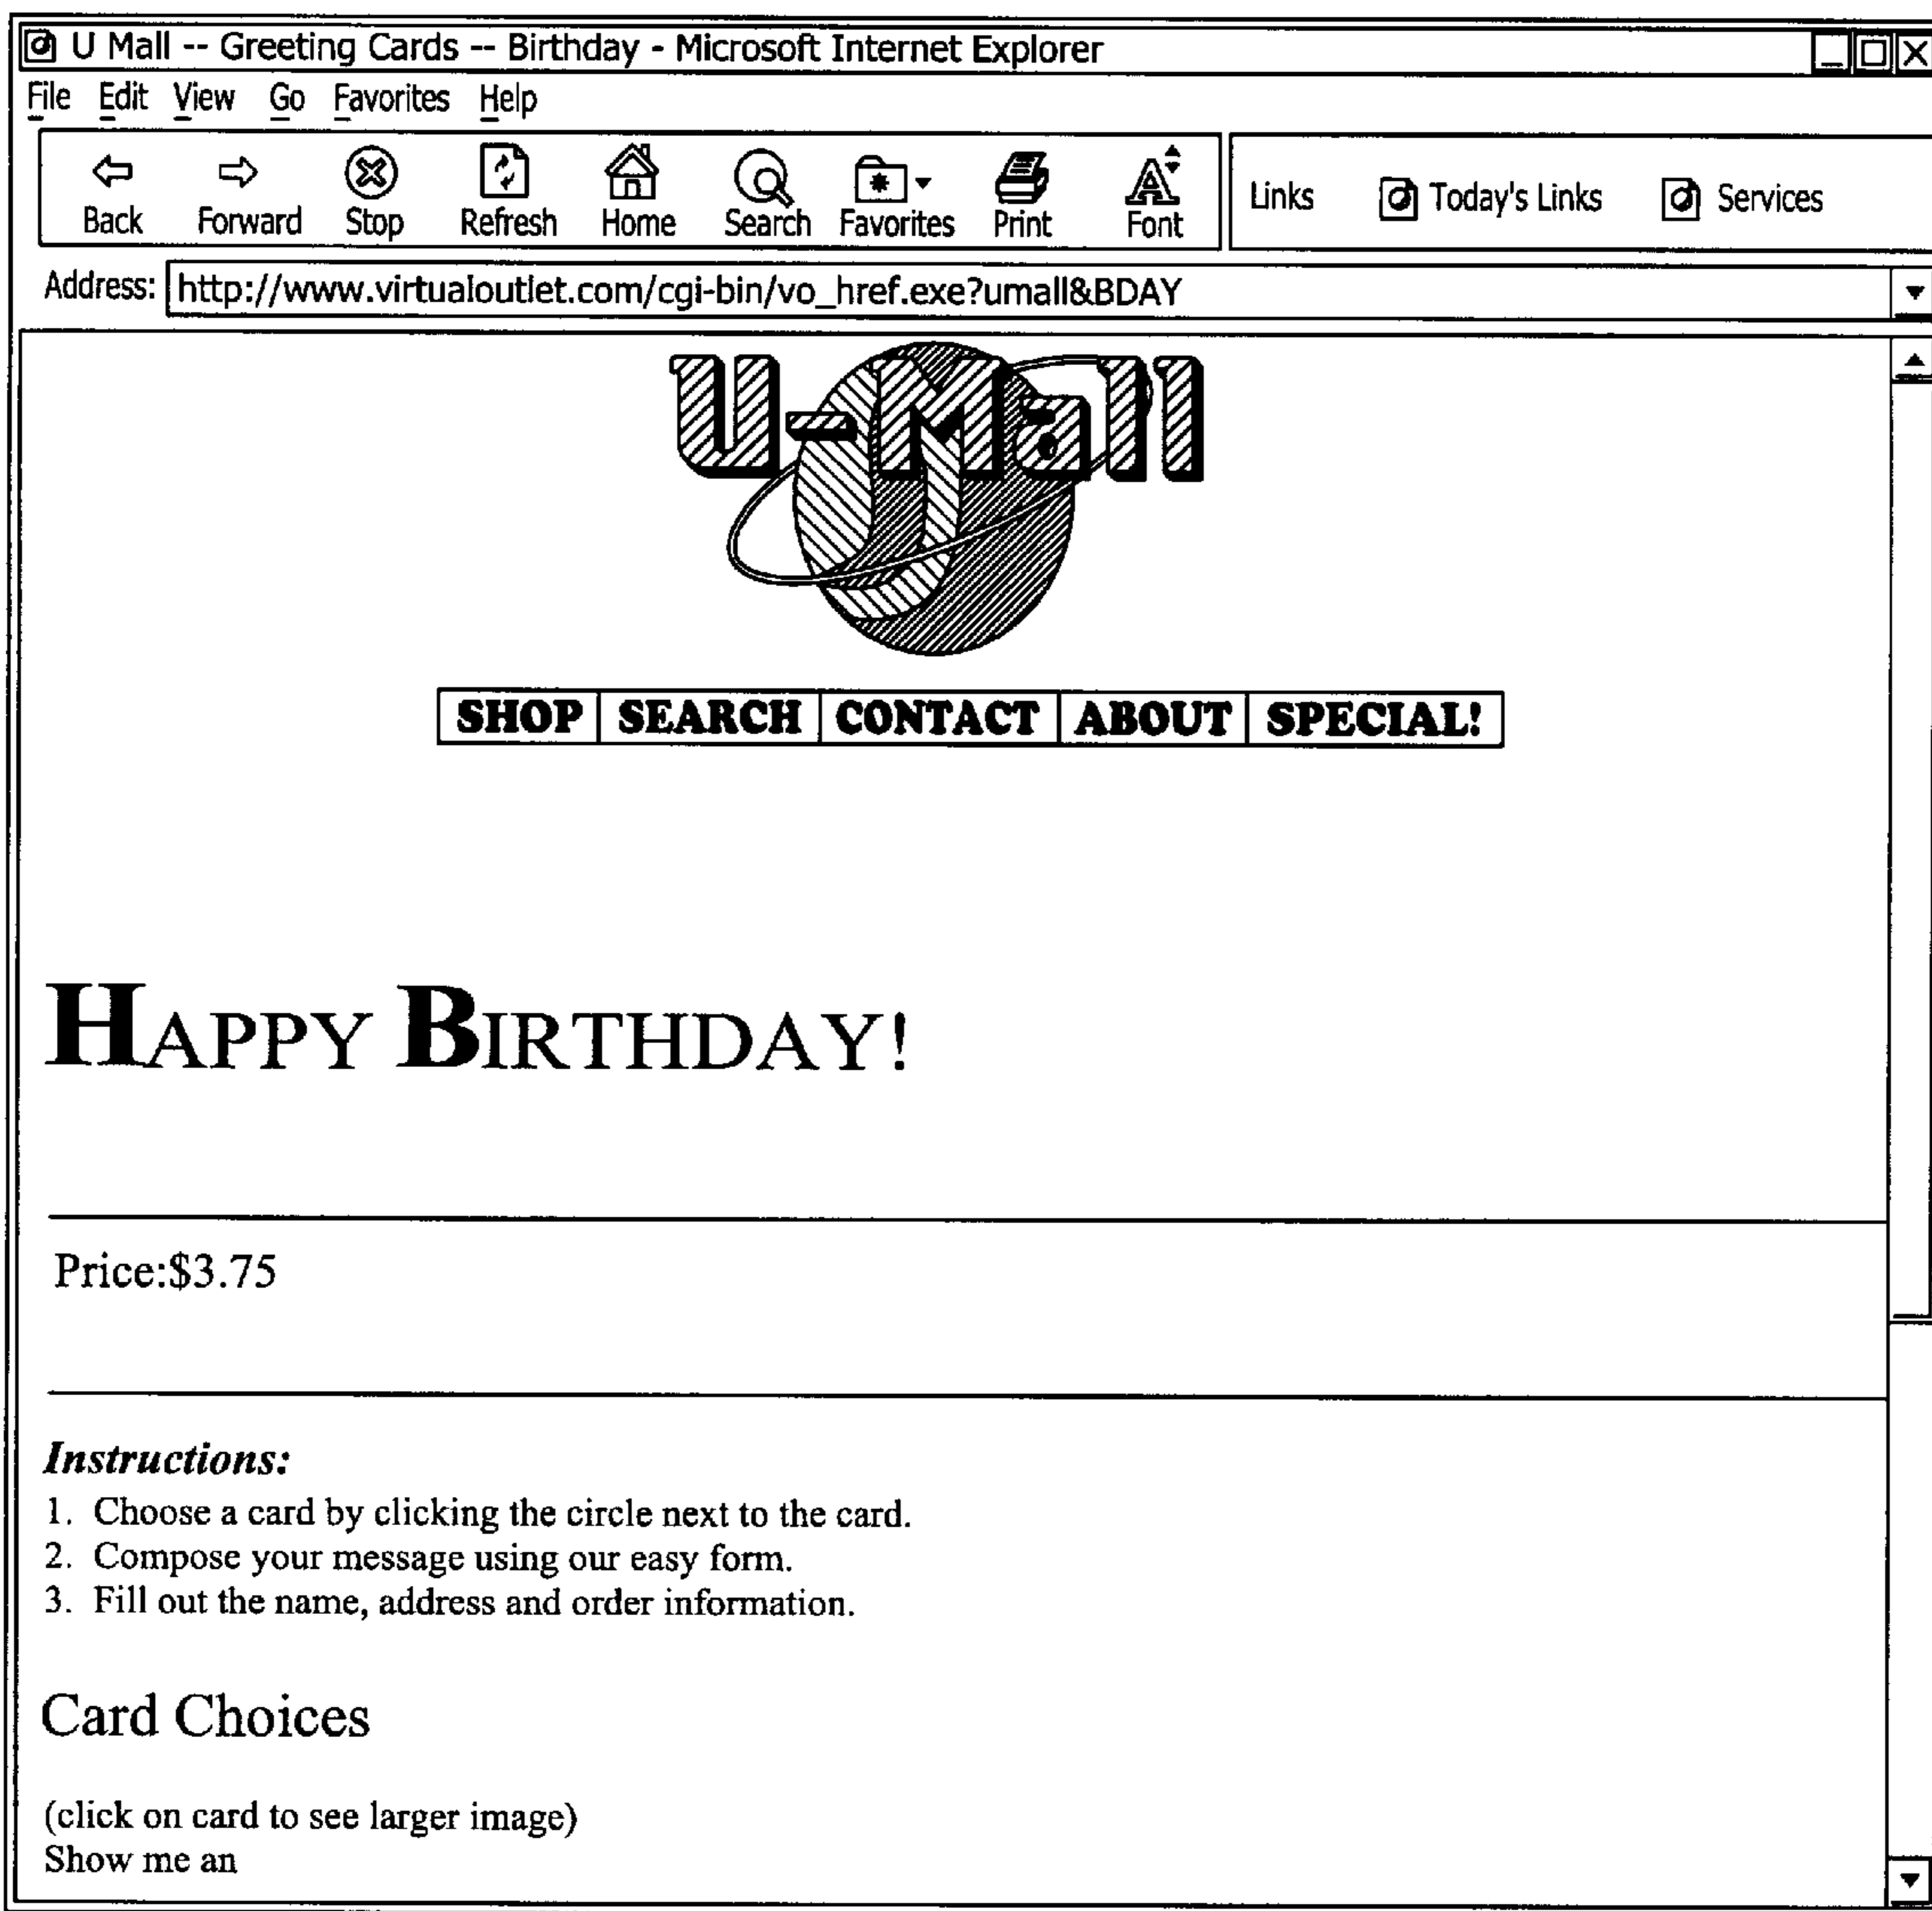 U Mall -- Greeting Cards -- Birthday - Microsoft Internet Explorer
File Edit View Go Favorites Help
Back Forward Stop Refresh Home Search Favorites Print Font Links Today's Links Services
Address: http://www.virtualoutlet.com/cgi-bin/vo_href.exe?umall&BDAY
U-Mall
SHOP SEARCH CONTACT ABOUT SPECIAL!
HAPPY BIRTHDAY!
Price:$3.75
Instructions:
1. Choose a card by clicking the circle next to the card.
2. Compose your message using our easy form.
3. Fill out the name, address and order information.
Card Choices
(click on card to see larger image)
Show me an